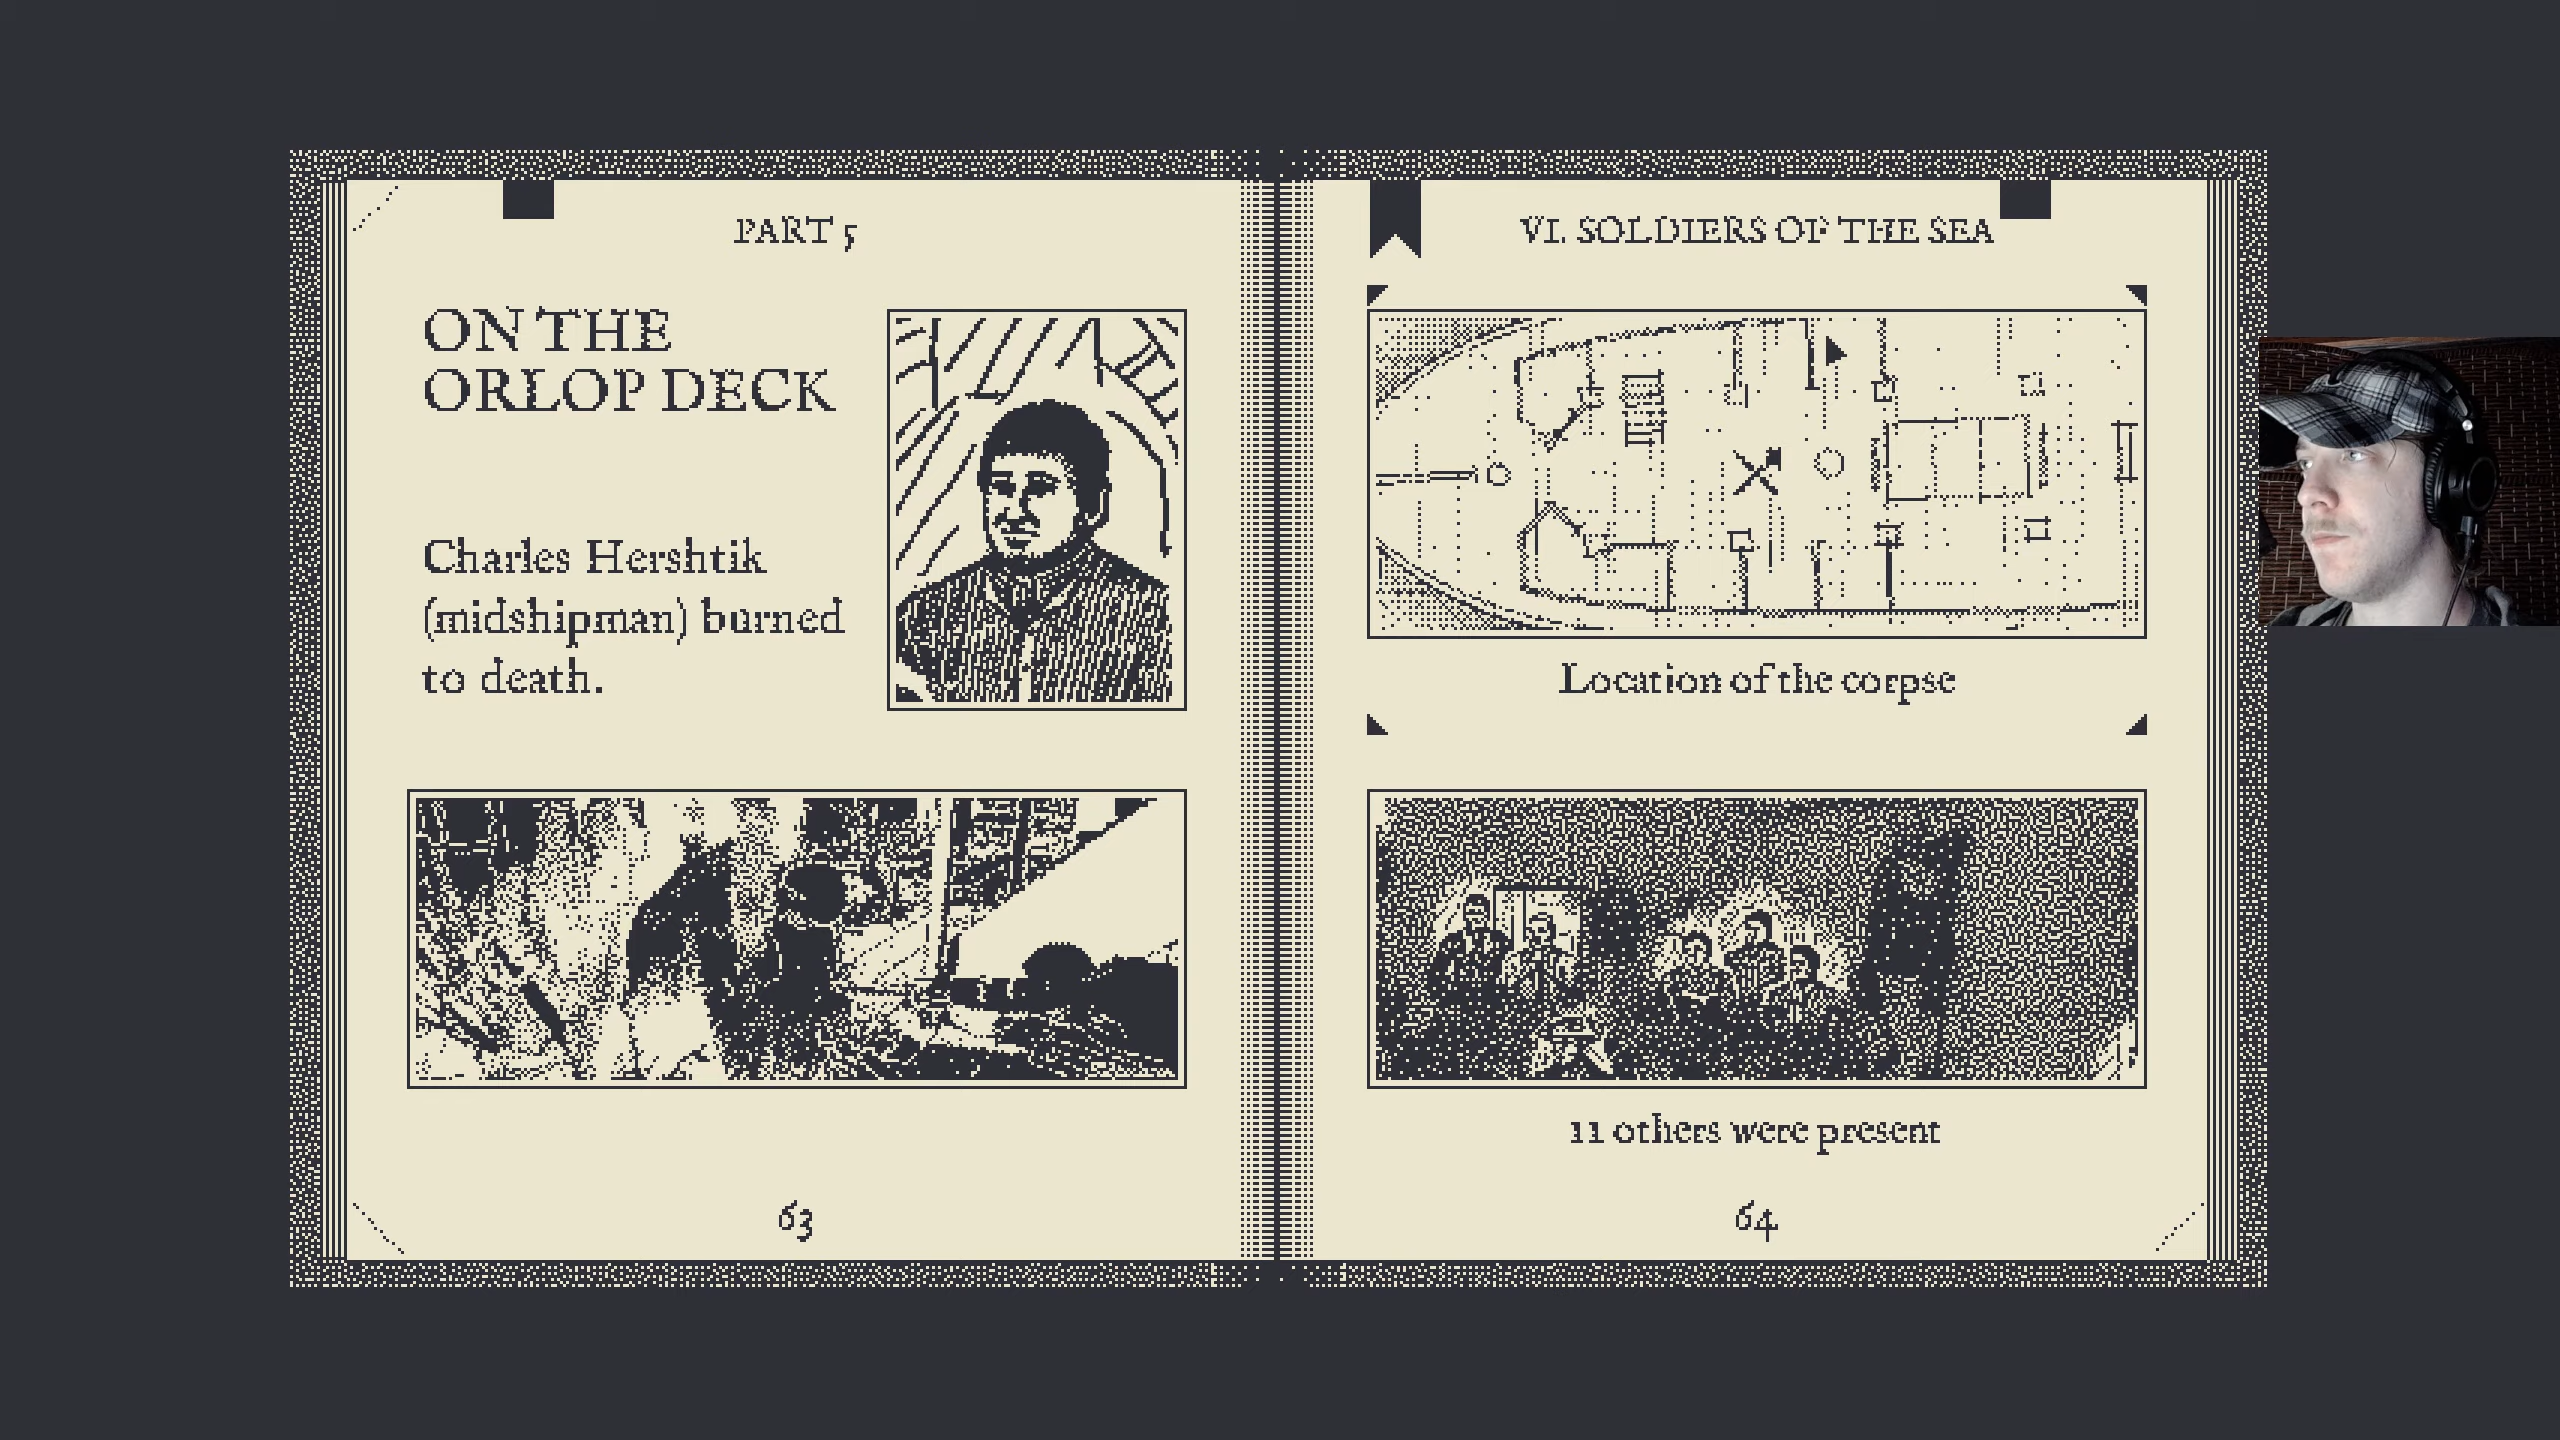 PART 5
ON THE
ORLOP DECK
Charles Hershtik
(midshipman) burned
to death.
63
VI. SOLDIERS OF THE SEA
Location of the corpse
11 others were present
64